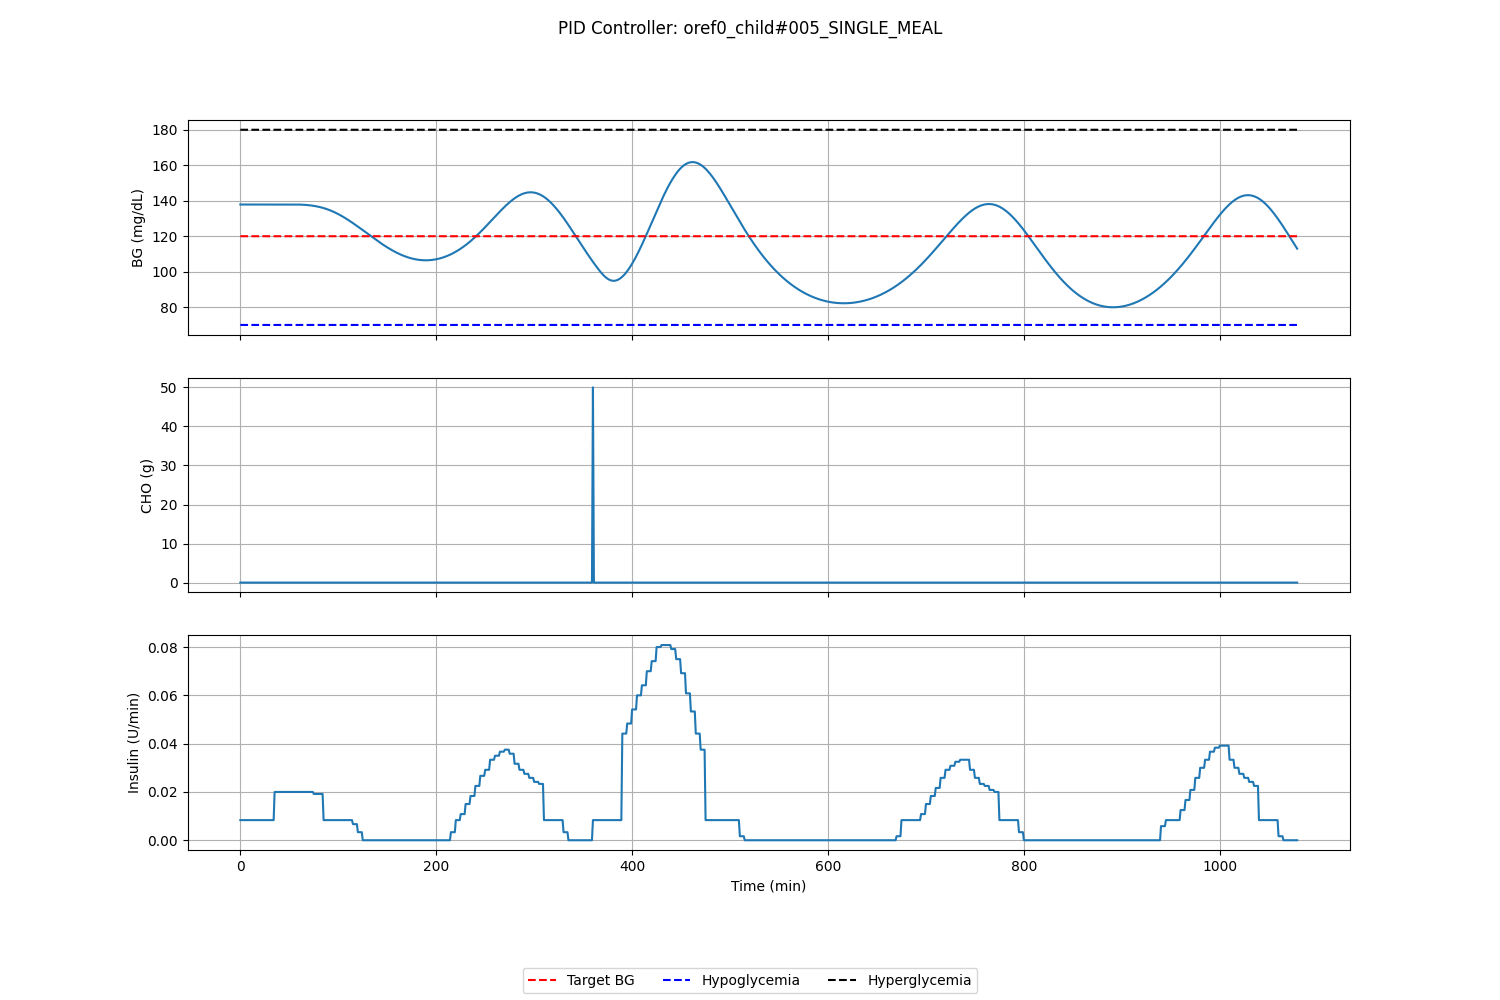 PID Controller: oref0_child#005_SINGLE_MEAL
180
160
140
120
100
80
BG (mg/dL)
50
40
30
20
10
0
CHO (g)
0.08
0.06
0.04
0.02
0.00
Insulin (U/min)
0 200 400 600 800 1000
Time (min)
Target BG Hypoglycemia Hyperglycemia